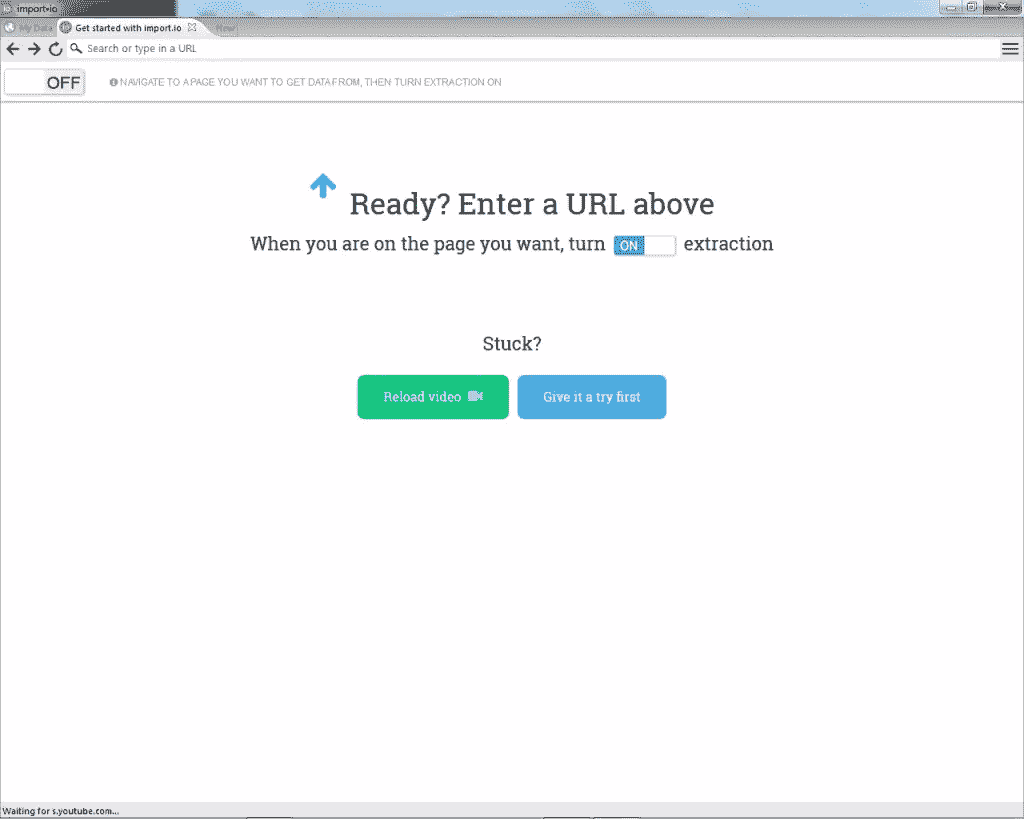 import•io
My Data Get started with import.io New
Search or type in a URL
OFF NAVIGATE TO A PAGE YOU WANT TO GET DATA FROM, THEN TURN EXTRACTION ON
Ready? Enter a URL above
When you are on the page you want, turn ON extraction
Stuck?
Reload video Give it a try first
Waiting for s.youtube.com...